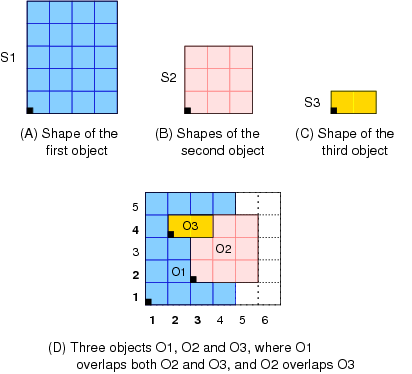 S1
S2
S3
(A) Shape of the
first object
(B) Shapes of the
second object
(C) Shape of the
third object
5
4
3
2
1
O3
O2
O1
1 2 3 4 5 6
(D) Three objects O1, O2 and O3, where O1
overlaps both O2 and O3, and O2 overlaps O3